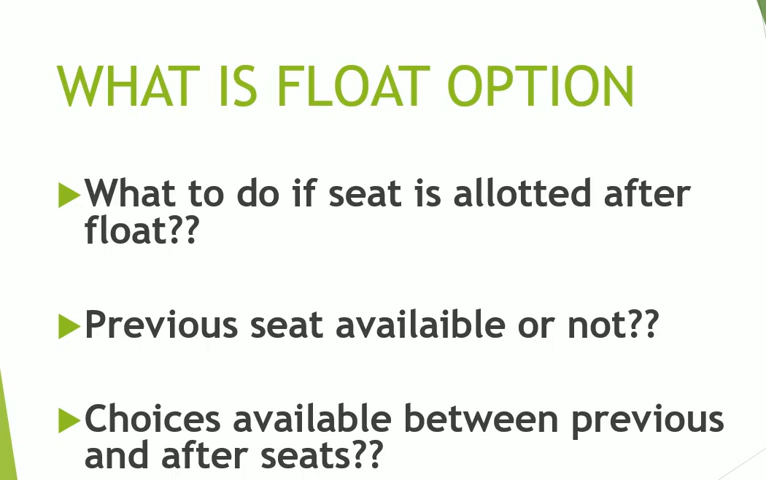 WHAT IS FLOAT OPTION
What to do if seat is allotted after
float??
Previous seat availaible or not??
Choices available between previous
and after seats??